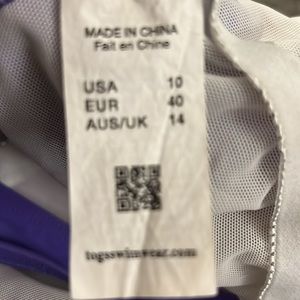 MADE IN CHINA
Fait en Chine
USA 10
EUR 40
AUS/UK 14
togsswimwear.com